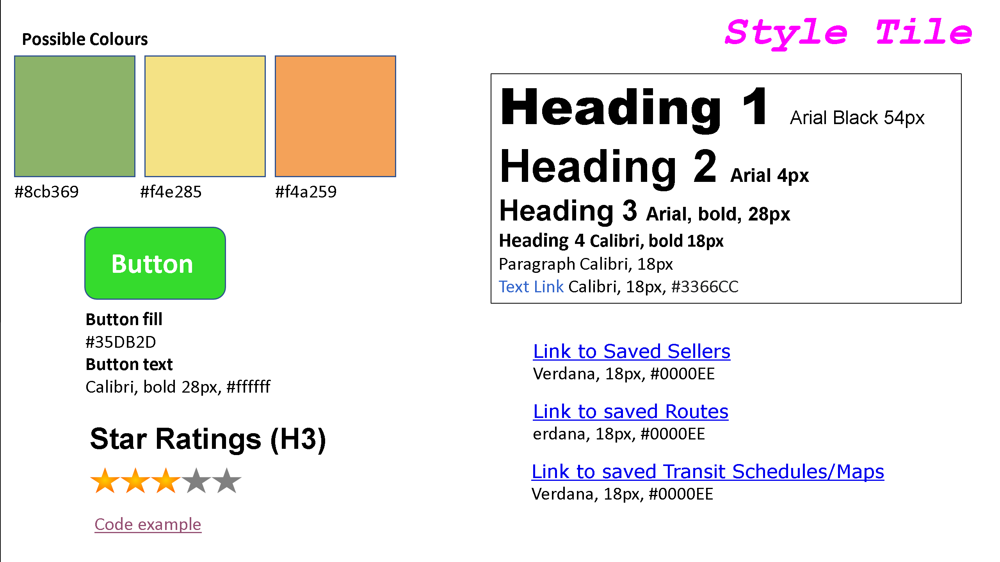 Style Tile
Possible Colours
#8cb369 #f4e285 #f4a259
Button
Button fill
#35DB2D
Button text
Calibri, bold 28px, #ffffff
Star Ratings (H3)
Code example
Heading 1 Arial Black 54px
Heading 2 Arial 4px
Heading 3 Arial, bold, 28px
Heading 4 Calibri, bold 18px
Paragraph Calibri, 18px
Text Link Calibri, 18px, #3366CC
Link to Saved Sellers
Verdana, 18px, #0000EE
Link to saved Routes
erdana, 18px, #0000EE
Link to saved Transit Schedules/Maps
Verdana, 18px, #0000EE